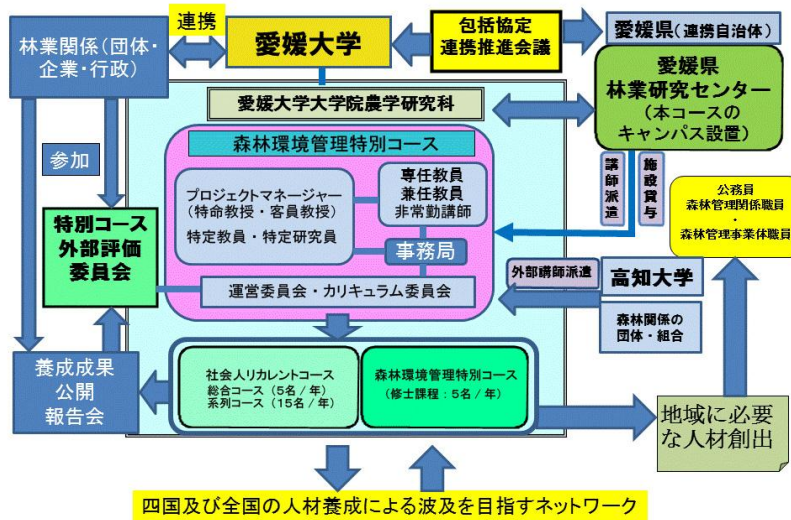 林業関係（団体・
企業・行政）
連携
愛媛大学
包括協定
連携推進会議
愛媛県（連携自治体）
愛媛県
林業研究センター
（本コースの
キャンパス設置）
愛媛大学大学院農学研究科
森林環境管理特別コース
参加
プロジェクトマネージャー
（特命教授・客員教授）
特定教員・特定研究員
専任教員
兼任教員
非常勤講師
事務局
運営委員会・カリキュラム委員会
講師派遣
施設貸与
公務員
森林管理関係職員
・
森林管理事業体職員
特別コース
外部評価
委員会
外部講師派遣
高知大学
森林関係の
団体・組合
養成成果
公開
報告会
社会人リカレントコース
総合コース（5名／年）
系列コース（15名／年）
森林環境管理特別コース
（修士課程：5名／年）
地域に必要
な人材創出
四国及び全国の人材養成による波及を目指すネットワーク